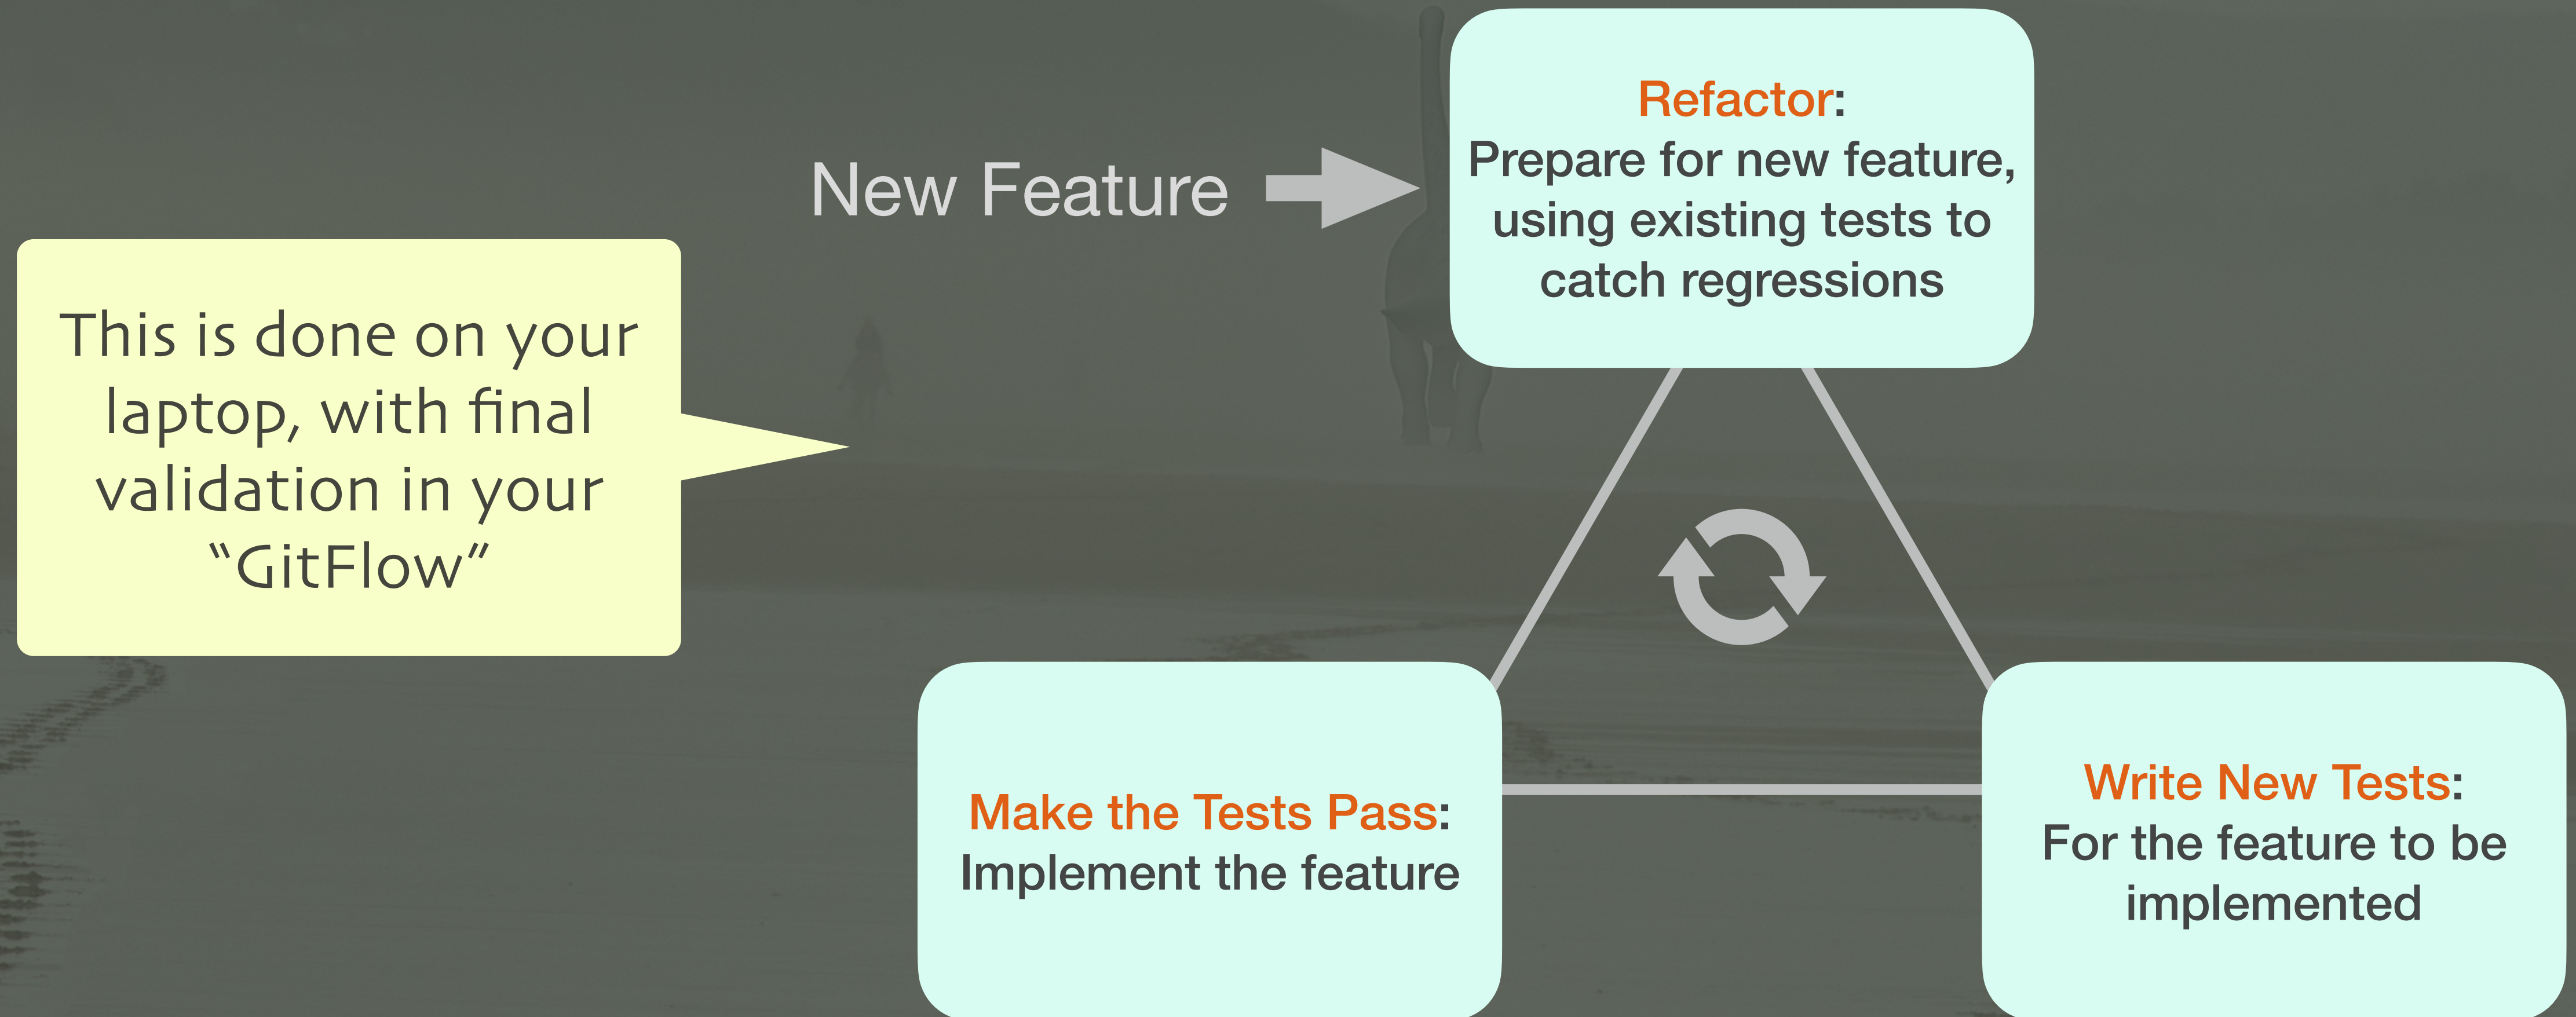 New Feature
Refactor:
Prepare for new feature,
using existing tests to
catch regressions
This is done on your
laptop, with final
validation in your
“GitFlow”
Make the Tests Pass:
Implement the feature
Write New Tests:
For the feature to be
implemented